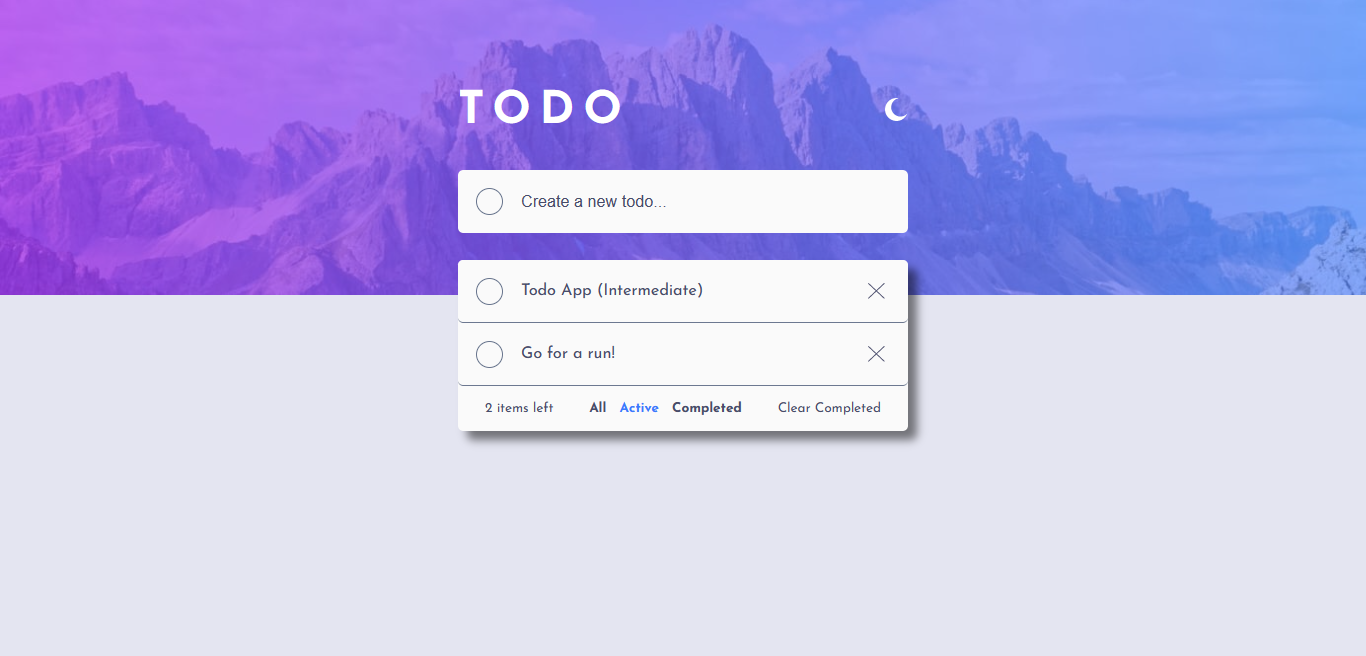 TODO
Create a new todo...
Todo App (Intermediate)
Go for a run!
2 items left All Active Completed Clear Completed